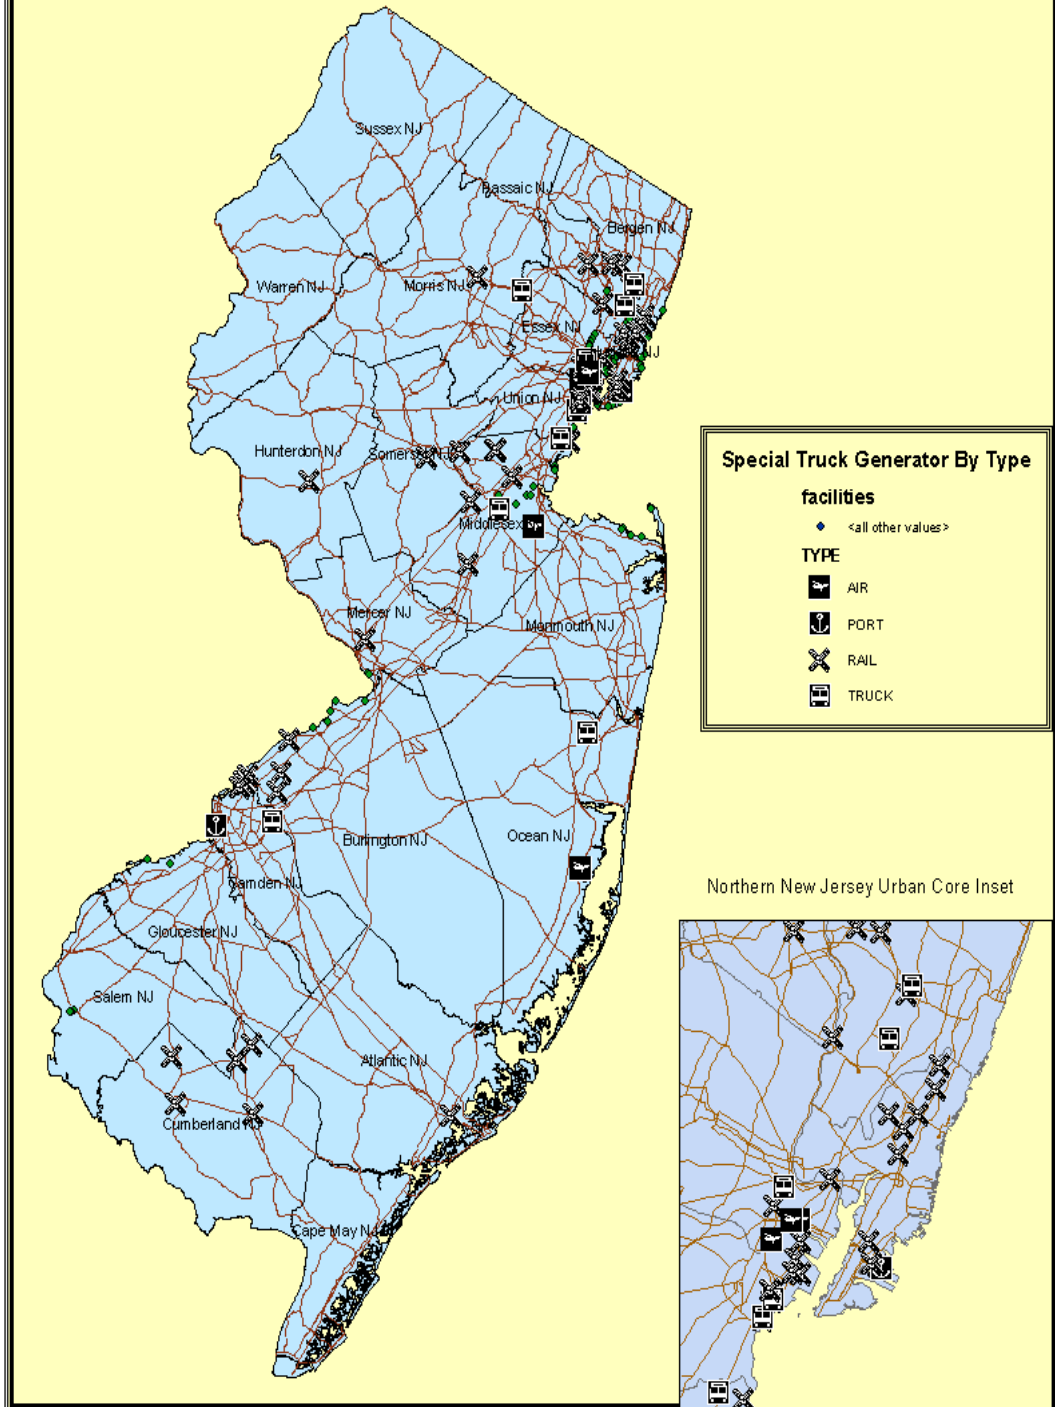 Sussex NJ
Passaic NJ
Bergen NJ
Warren NJ
Morris NJ
Essex NJ
NJ
Union NJ
Hunterdon NJ
Somerset NJ
Middlesex
Mercer NJ
Monmouth NJ
Ocean NJ
Burlington NJ
Camden NJ
Gloucester NJ
Salem NJ
Atlantic NJ
Cumberland NJ
Cape May NJ
Special Truck Generator By Type
facilities
<all other values>
TYPE
AIR
PORT
RAIL
TRUCK
Northern New Jersey Urban Core Inset